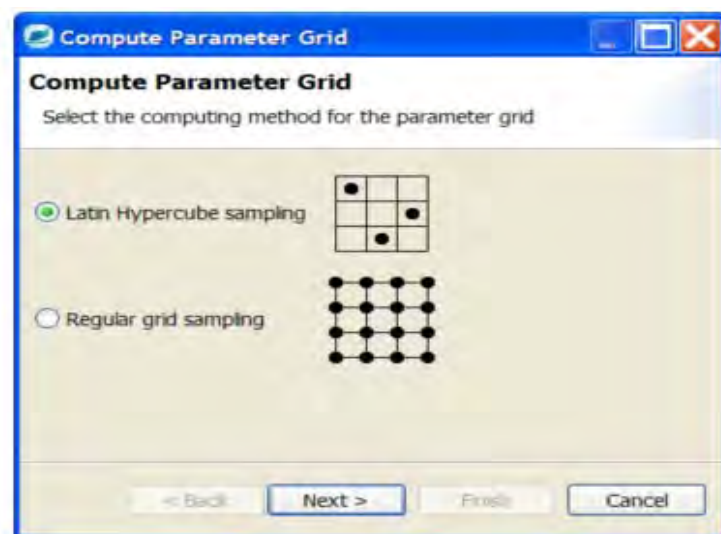 Compute Parameter Grid
Compute Parameter Grid
Select the computing method for the parameter grid
Latin Hypercube sampling
Regular grid sampling
< Back Next > Finish Cancel